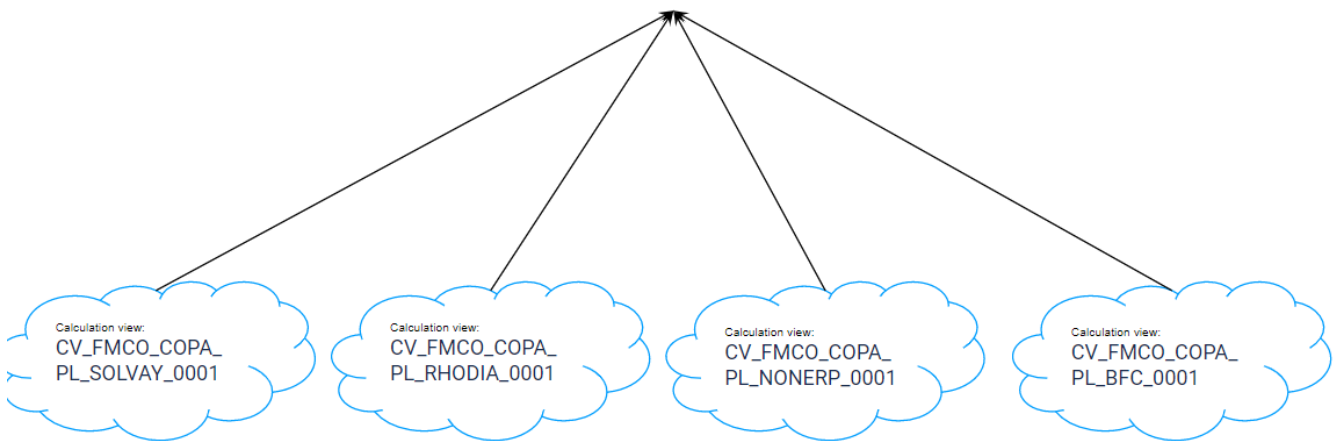 Calculation view:
CV_FMCO_COPA_
PL_SOLVAY_0001
Calculation view:
CV_FMCO_COPA_
PL_RHODIA_0001
Calculation view:
CV_FMCO_COPA_
PL_NONERP_0001
Calculation view:
CV_FMCO_COPA_
PL_BFC_0001